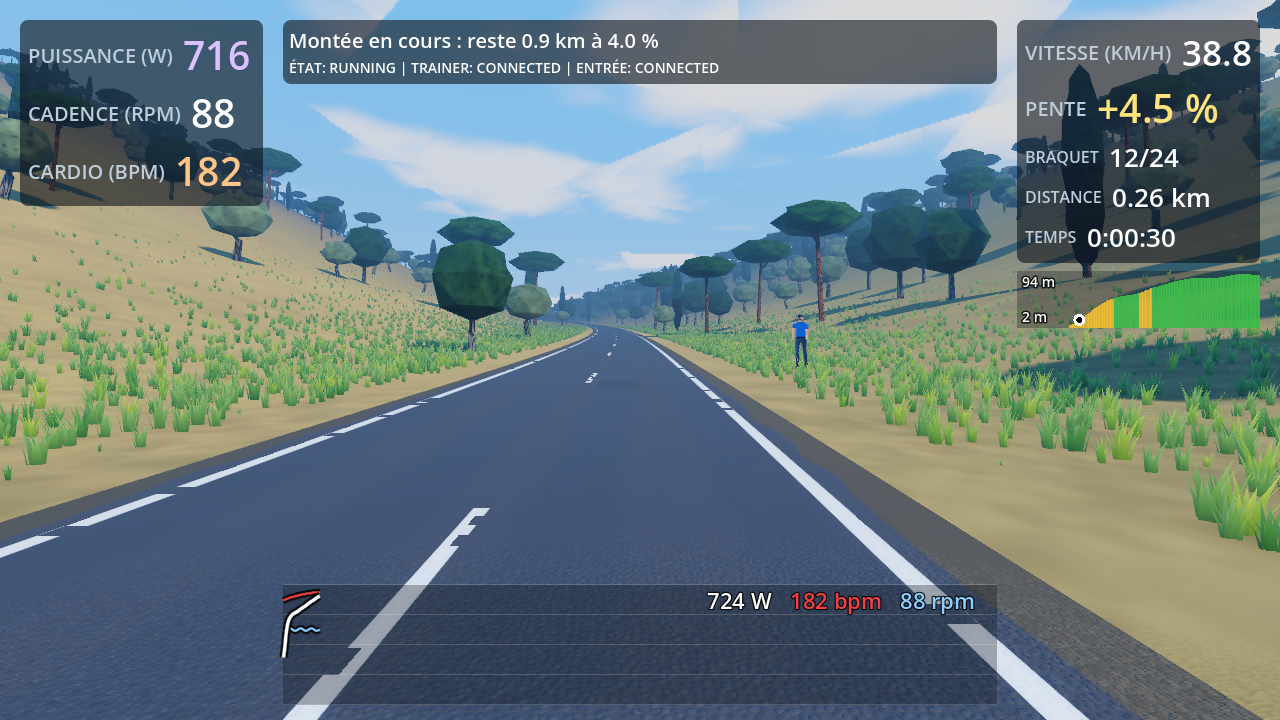 PUISSANCE (W) 716
CADENCE (RPM) 88
CARDIO (BPM) 182
Montée en cours : reste 0.9 km à 4.0 %
ÉTAT: RUNNING | TRAINER: CONNECTED | ENTRÉE: CONNECTED
VITESSE (KM/H) 38.8
PENTE +4.5 %
BRAQUET 12/24
DISTANCE 0.26 km
TEMPS 0:00:30
94 m
2 m
724 W 182 bpm 88 rpm